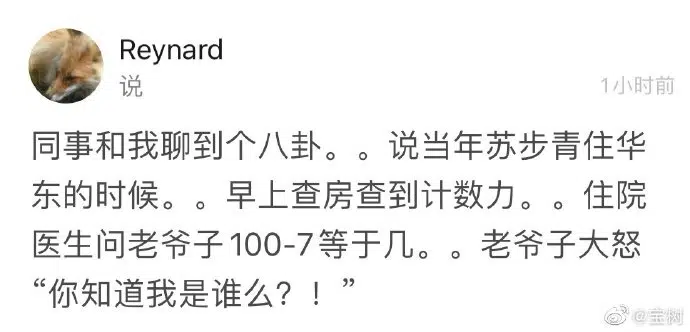 Reynard
说
1小时前
同事和我聊到个八卦。。说当年苏步青住华
东的时候。。早上查房查到计数力。。住院
医生问老爷子100-7等于几。。老爷子大怒
“你知道我是谁么？！”
@宝树